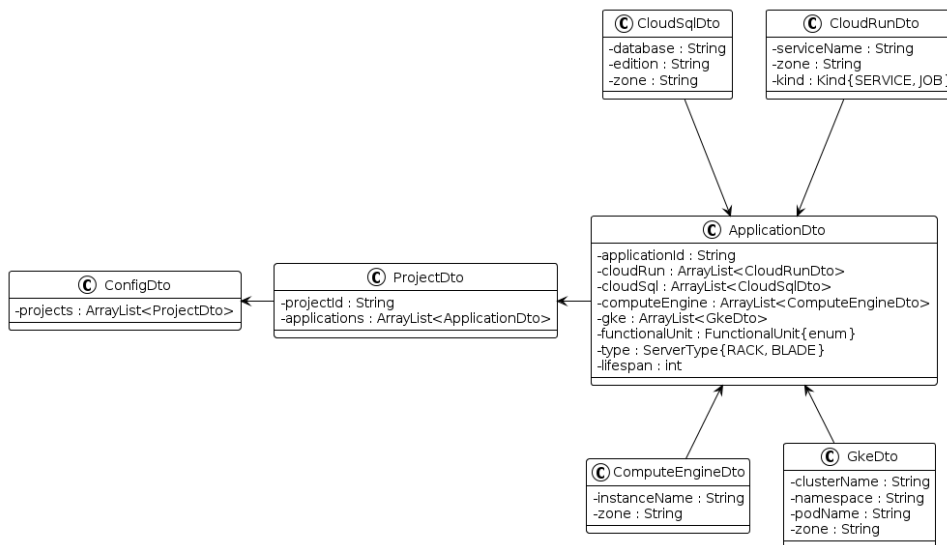 C CloudSqlDto
-database : String
-edition : String
-zone : String
C CloudRunDto
-serviceName : String
-zone : String
-kind : Kind{SERVICE, JOB}
C ApplicationDto
-applicationId : String
-cloudRun : ArrayList<CloudRunDto>
-cloudSql : ArrayList<CloudSqlDto>
-computeEngine : ArrayList<ComputeEngineDto>
-gke : ArrayList<GkeDto>
-functionalUnit : FunctionalUnit{enum}
-type : ServerType{RACK, BLADE}
-lifespan : int
C ConfigDto
-projects : ArrayList<ProjectDto>
C ProjectDto
-projectId : String
-applications : ArrayList<ApplicationDto>
C ComputeEngineDto
-instanceName : String
-zone : String
C GkeDto
-clusterName : String
-namespace : String
-podName : String
-zone : String